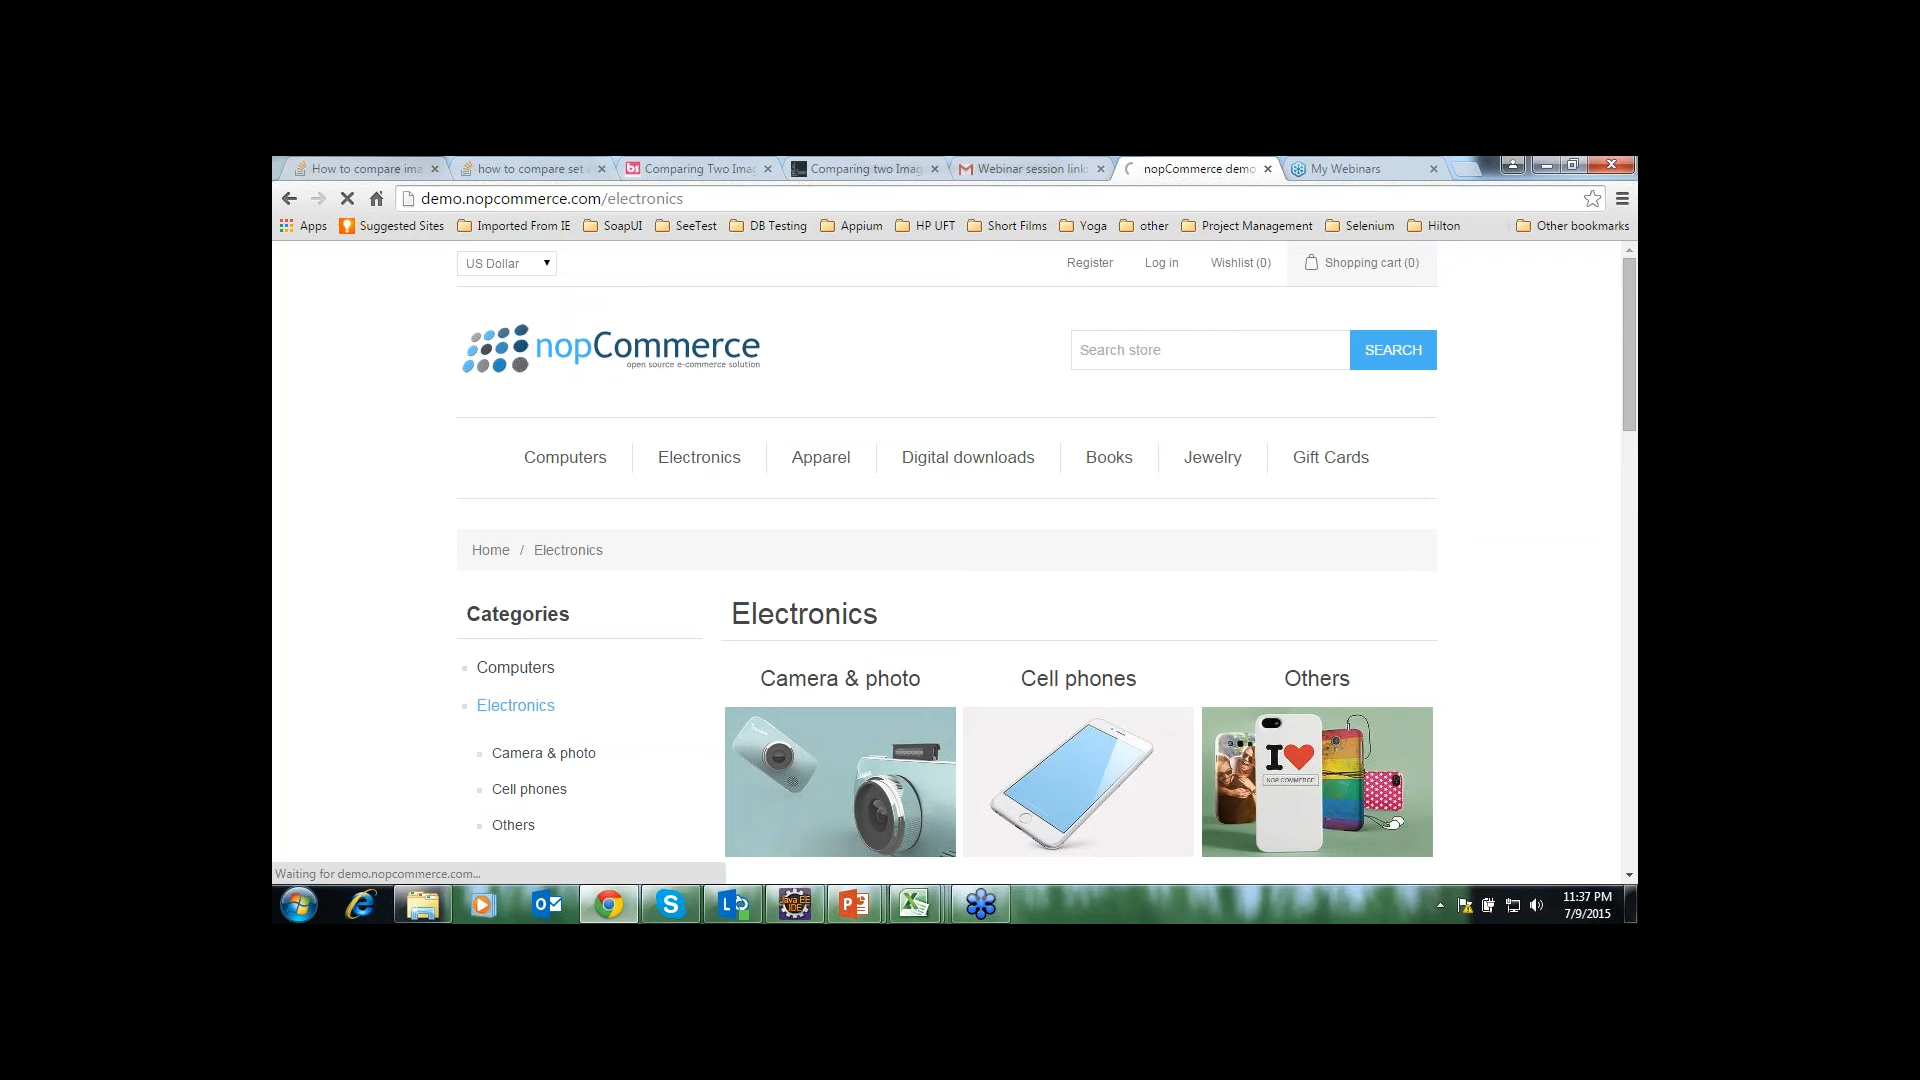 How to compare ima
how to compare set
Comparing Two Imag
Comparing two Imag
Webinar session link
nopCommerce demo
My Webinars
demo.nopcommerce.com/electronics
Apps
Suggested Sites
Imported From IE
SoapUI
SeeTest
DB Testing
Appium
HP UFT
Short Films
Yoga
other
Project Management
Selenium
Hilton
Other bookmarks
US Dollar
Register
Log in
Wishlist (0)
Shopping cart (0)
nopCommerce
open source e-commerce solution
Search store
SEARCH
Computers
Electronics
Apparel
Digital downloads
Books
Jewelry
Gift Cards
Home / Electronics
Categories
Computers
Electronics
Camera & photo
Cell phones
Others
Electronics
Camera & photo
Cell phones
Others
I
NOP COMMERCE
Waiting for demo.nopcommerce.com...
Java EE
IDE
11:37 PM
7/9/2015